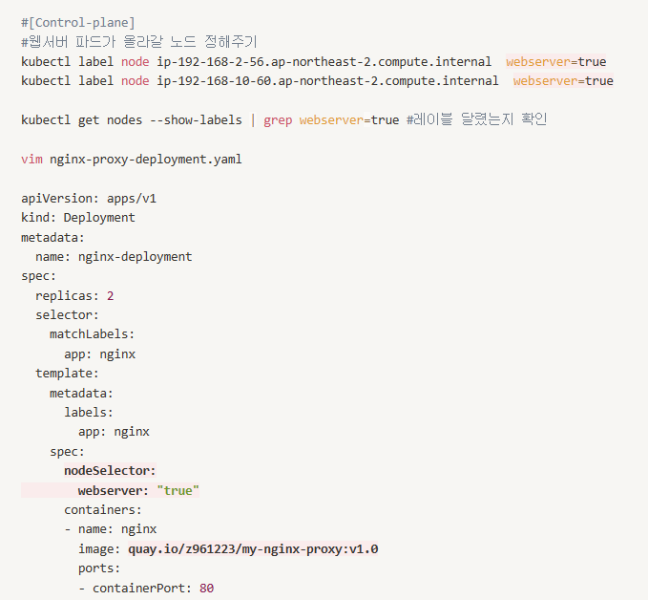 #[Control-plane]
#웹서버 파드가 올라갈 노드 정해주기
kubectl label node ip-192-168-2-56.ap-northeast-2.compute.internal  webserver=true
kubectl label node ip-192-168-10-60.ap-northeast-2.compute.internal  webserver=true

kubectl get nodes --show-labels | grep webserver=true #레이블 달렸는지 확인

vim nginx-proxy-deployment.yaml

apiVersion: apps/v1
kind: Deployment
metadata:
  name: nginx-deployment
spec:
  replicas: 2
  selector:
    matchLabels:
      app: nginx
  template:
    metadata:
      labels:
        app: nginx
    spec:
      nodeSelector:
        webserver: "true"
      containers:
      - name: nginx
        image: quay.io/z961223/my-nginx-proxy:v1.0
        ports:
        - containerPort: 80